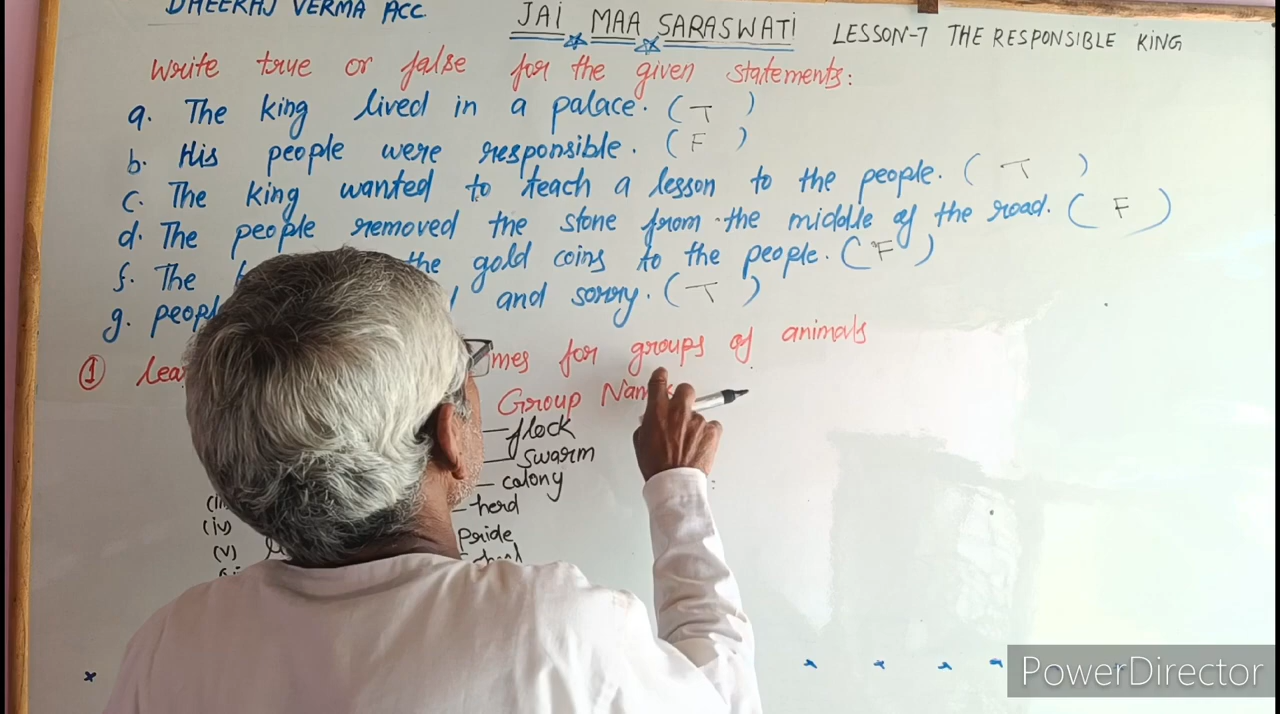 DHEERAJ VERMA ACC.
JAI MAA SARASWATI
LESSON-7 THE RESPONSIBLE KING
Write true or false for the given statements:
a. The king lived in a palace. ( T )
b. His people were responsible. ( F )
c. The king wanted to teach a lesson to the people. ( T )
d. The people removed the stone from the middle of the road. ( F )
f. The the gold coins to the people. ( F )
g. and sorry. ( T )
① for groups of animals
Group
flock
swarm
colony
herd
(iv) Pride
(v)
PowerDirector